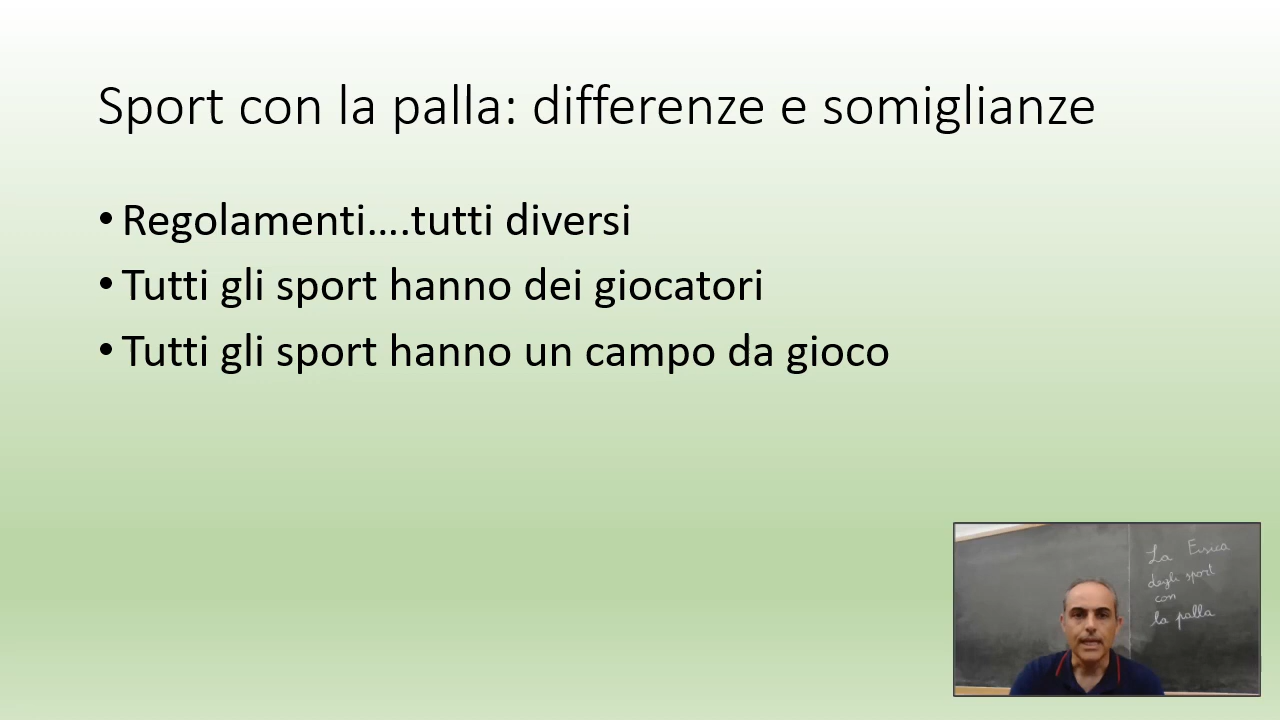 Sport con la palla: differenze e somiglianze
• Regolamenti....tutti diversi
• Tutti gli sport hanno dei giocatori
• Tutti gli sport hanno un campo da gioco
La Fisica
degli sport
con
la palla